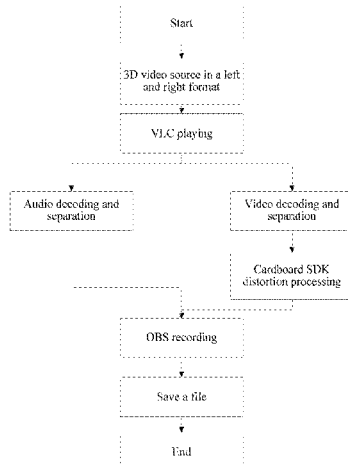 Start
3D video source in a left
and right format
VLC playing
Audio decoding and
separation
Video decoding and
separation
Cardboard SDK
distortion processing
OBS recording
Save a file
End